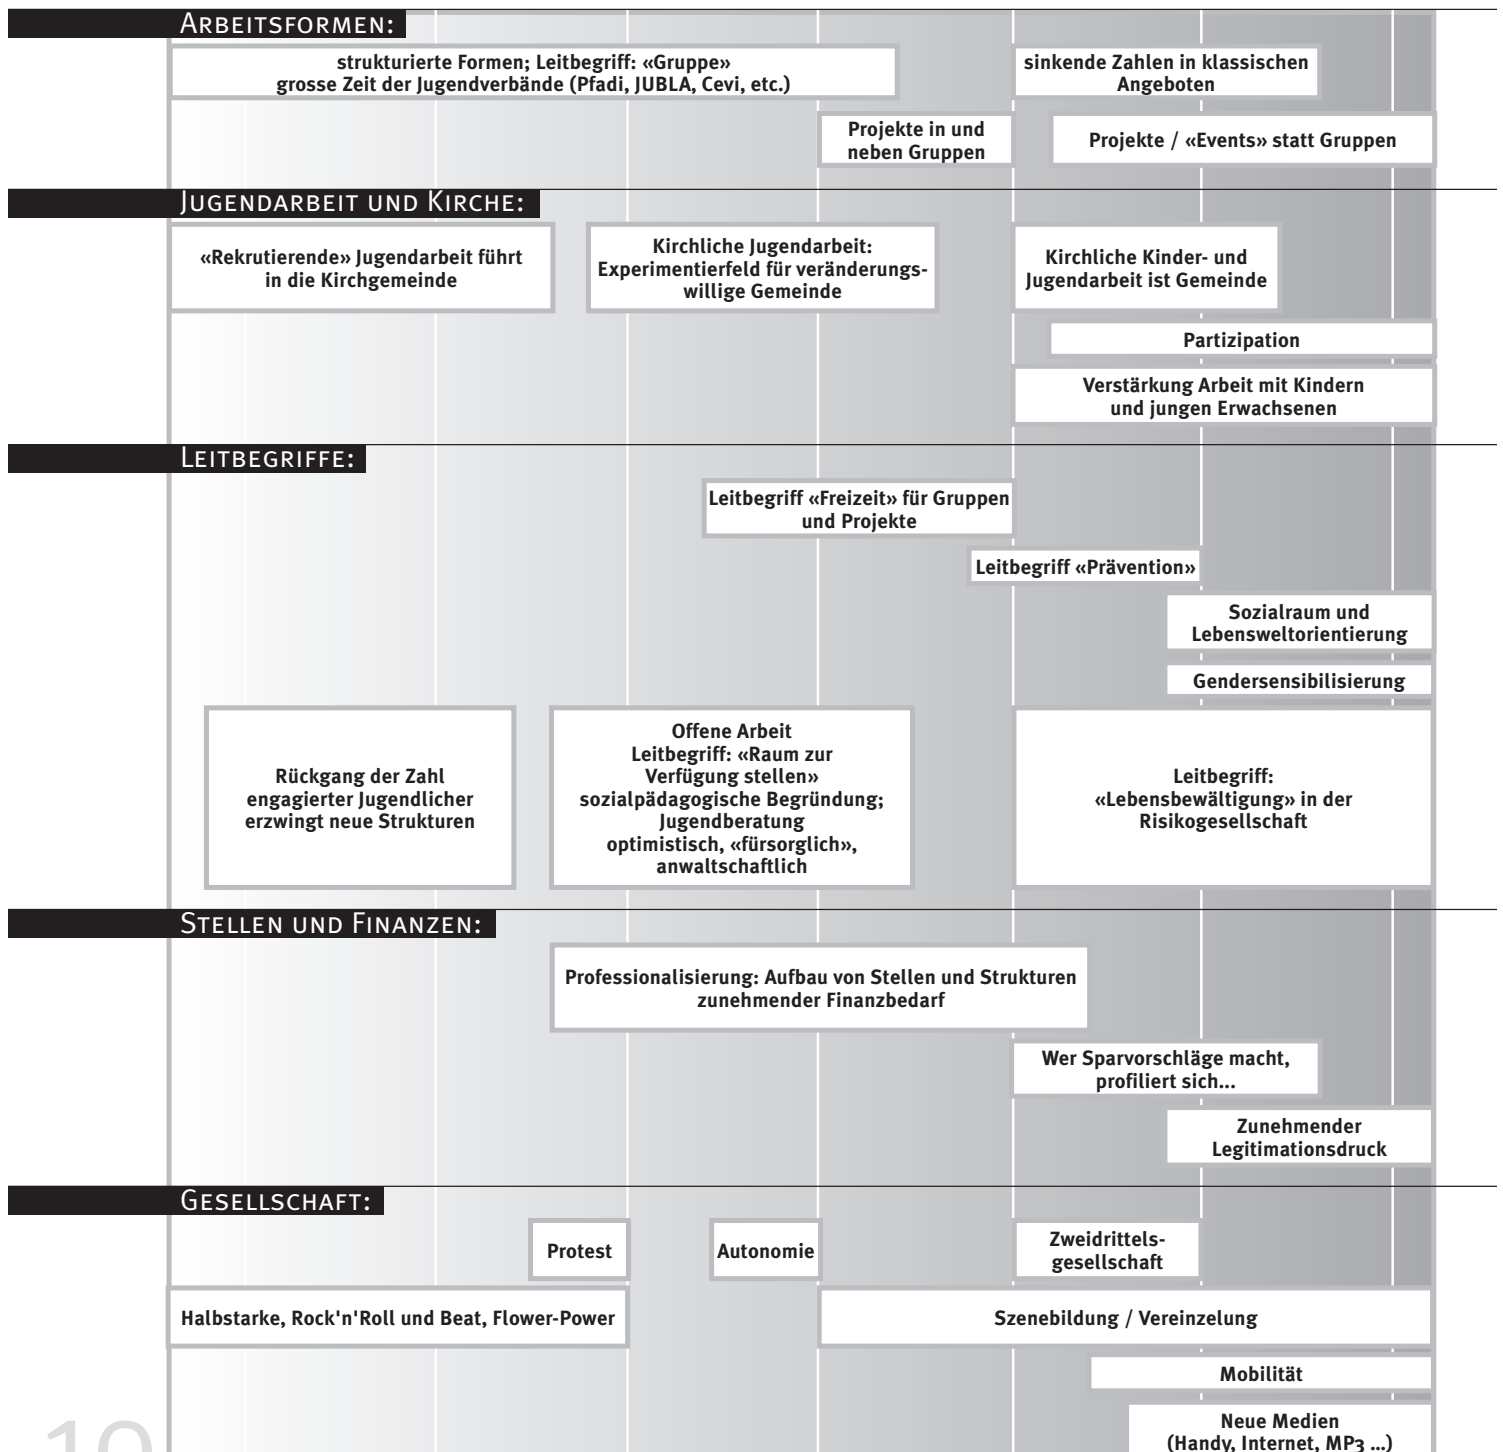 ARBEITSFORMEN:
strukturierte Formen; Leitbegriff: «Gruppe»
grosse Zeit der Jugendverbände (Pfadi, JUBLA, Cevi, etc.)
sinkende Zahlen in klassischen
Angeboten
Projekte in und
neben Gruppen
Projekte / «Events» statt Gruppen
JUGENDARBEIT UND KIRCHE:
«Rekrutierende» Jugendarbeit führt
in die Kirchgemeinde
Kirchliche Jugendarbeit:
Experimentierfeld für veränderungs-
willige Gemeinde
Kirchliche Kinder- und
Jugendarbeit ist Gemeinde
Partizipation
Verstärkung Arbeit mit Kindern
und jungen Erwachsenen
LEITBEGRIFFE:
Leitbegriff «Freizeit» für Gruppen
und Projekte
Leitbegriff «Prävention»
Sozialraum und
Lebensweltorientierung
Gendersensibilisierung
Rückgang der Zahl
engagierter Jugendlicher
erzwingt neue Strukturen
Offene Arbeit
Leitbegriff: «Raum zur
Verfügung stellen»
sozialpädagogische Begründung;
Jugendberatung
optimistisch, «fürsorglich»,
anwaltschaftlich
Leitbegriff:
«Lebensbewältigung» in der
Risikogesellschaft
STELLEN UND FINANZEN:
Professionalisierung: Aufbau von Stellen und Strukturen
zunehmender Finanzbedarf
Wer Sparvorschläge macht,
profiliert sich...
Zunehmender
Legitimationsdruck
GESELLSCHAFT:
Protest
Autonomie
Zweidrittels-
gesellschaft
Halbstarke, Rock'n'Roll und Beat, Flower-Power
Szenebildung / Vereinzelung
Mobilität
Neue Medien
(Handy, Internet, MP3 ...)
10